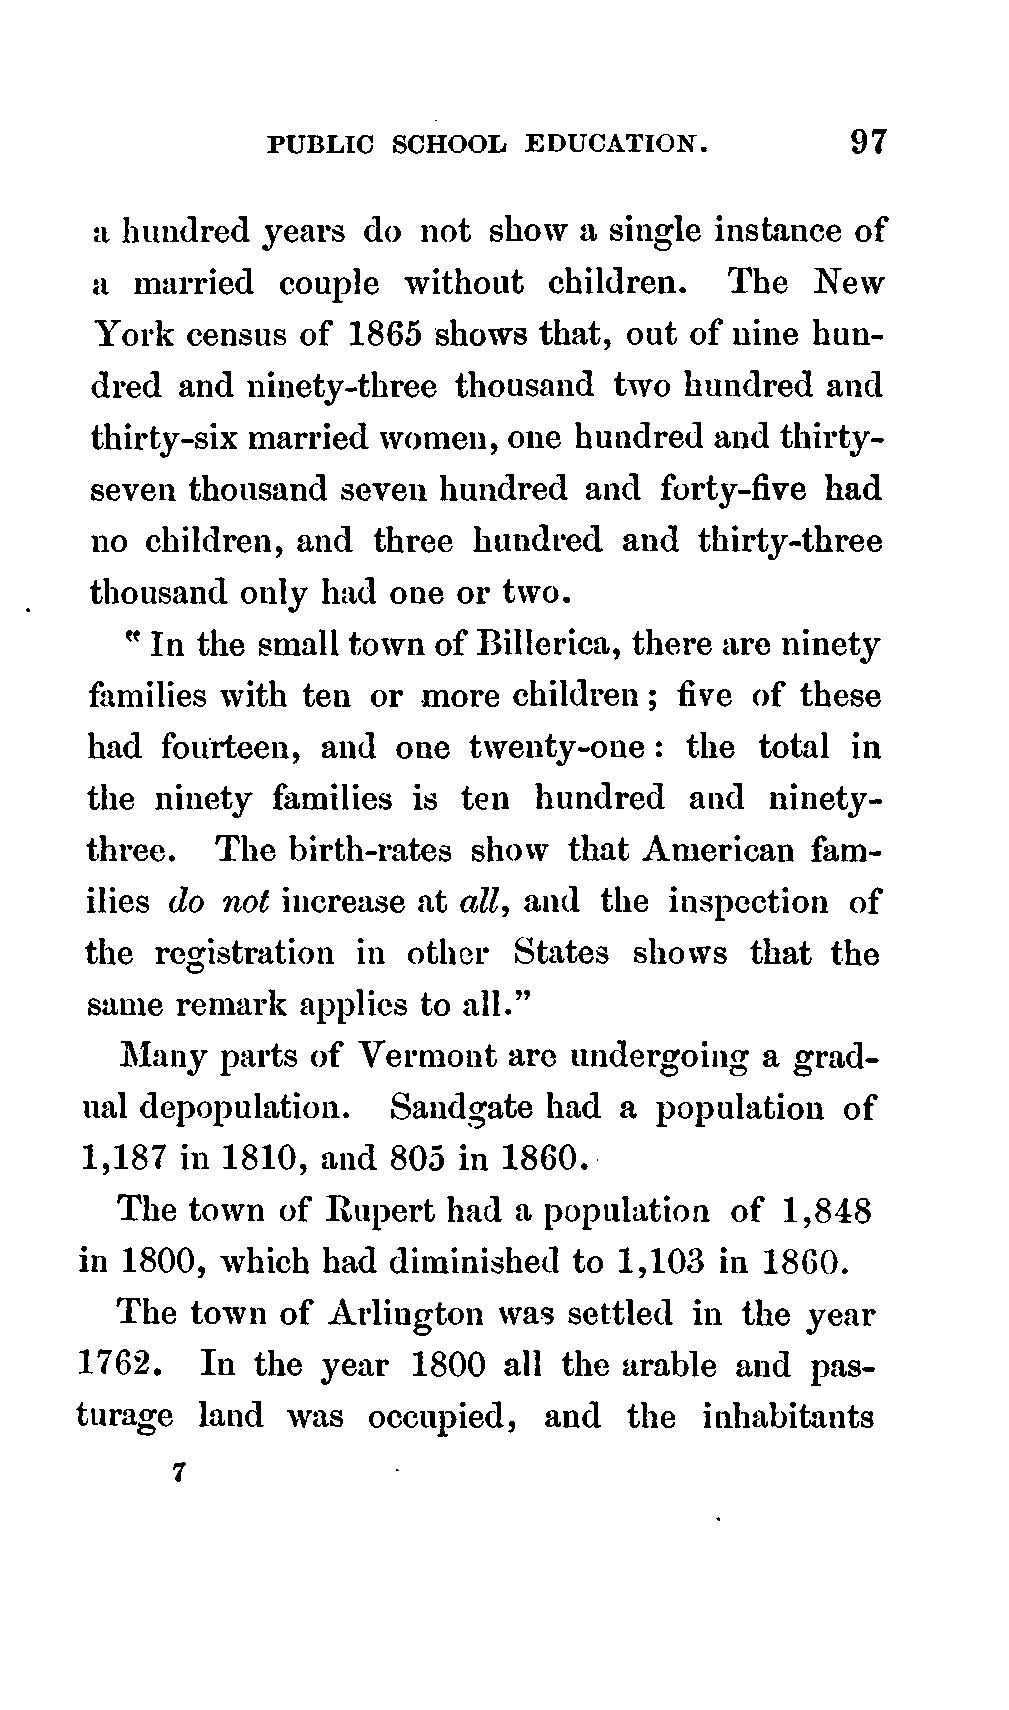 PUBLIC SCHOOL EDUCATION. 97
a hundred years do not show a single instance of
a married couple without children. The New
York census of 1865 shows that, out of nine hun-
dred and ninety-three thousand two hundred and
thirty-six married women, one hundred and thirty-
seven thousand seven hundred and forty-five had
no children, and three hundred and thirty-three
thousand only had one or two.
" In the small town of Billerica, there are ninety
families with ten or more children ; five of these
had fourteen, and one twenty-one : the total in
the ninety families is ten hundred and ninety-
three. The birth-rates show that American fam-
ilies do not increase at all, and the inspection of
the registration in other States shows that the
same remark applies to all."
Many parts of Vermont are undergoing a grad-
ual depopulation. Sandgate had a population of
1,187 in 1810, and 805 in 1860.
The town of Rupert had a population of 1,848
in 1800, which had diminished to 1,103 in 1860.
The town of Arlington was settled in the year
1762. In the year 1800 all the arable and pas-
turage land was occupied, and the inhabitants
7